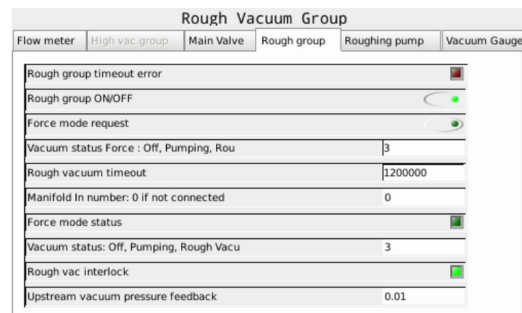 Rough Vacuum Group
Flow meter High vac group Main Valve Rough group Roughing pump Vacuum Gauge
Rough group timeout error
Rough group ON/OFF
Force mode request
Vacuum status Force : Off, Pumping, Rou 3
Rough vacuum timeout 1200000
Manifold In number: 0 if not connected 0
Force mode status
Vacuum status: Off, Pumping, Rough Vacu 3
Rough vac interlock
Upstream vacuum pressure feedback 0.01